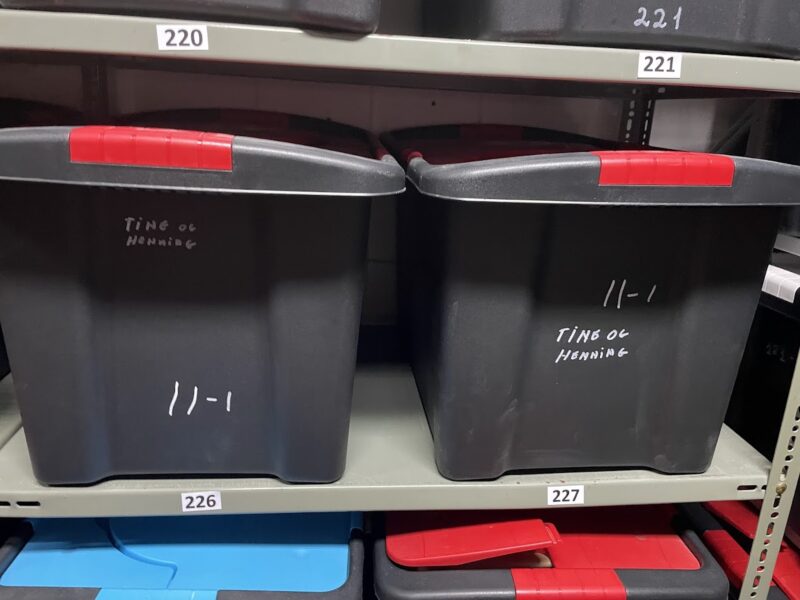 220
221
221
TiNE OG
HENNiNG
11-1
11-1
TiNE OG
HENNiNG
226
227